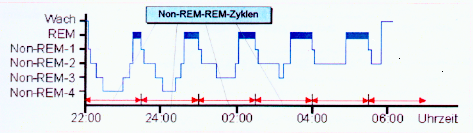 Non-REM-REM-Zyklen
Wach
REM
Non-REM-1
Non-REM-2
Non-REM-3
Non-REM-4
22:00 24:00 02:00 04:00 06:00 Uhrzeit